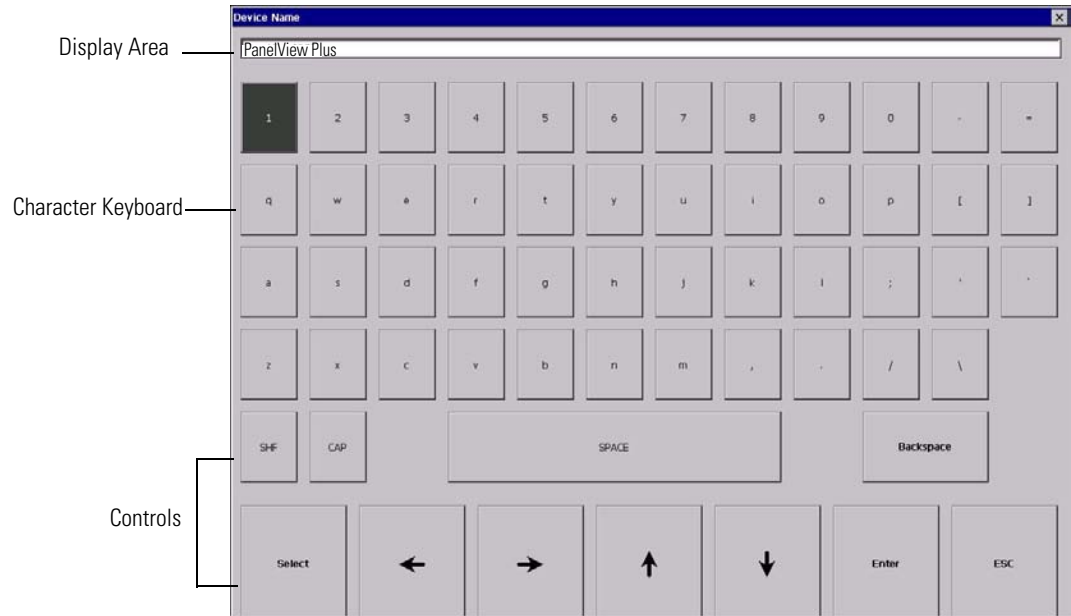 Device Name
Display Area
PanelView Plus
1 2 3 4 5 6 7 8 9 0 - =
Character Keyboard
q w e r t y u i o p [ ]
a s d f g h j k l ; ' `
z x c v b n m , . / \
SHF CAP SPACE Backspace
Controls
Select ← → ↑ ↓ Enter ESC